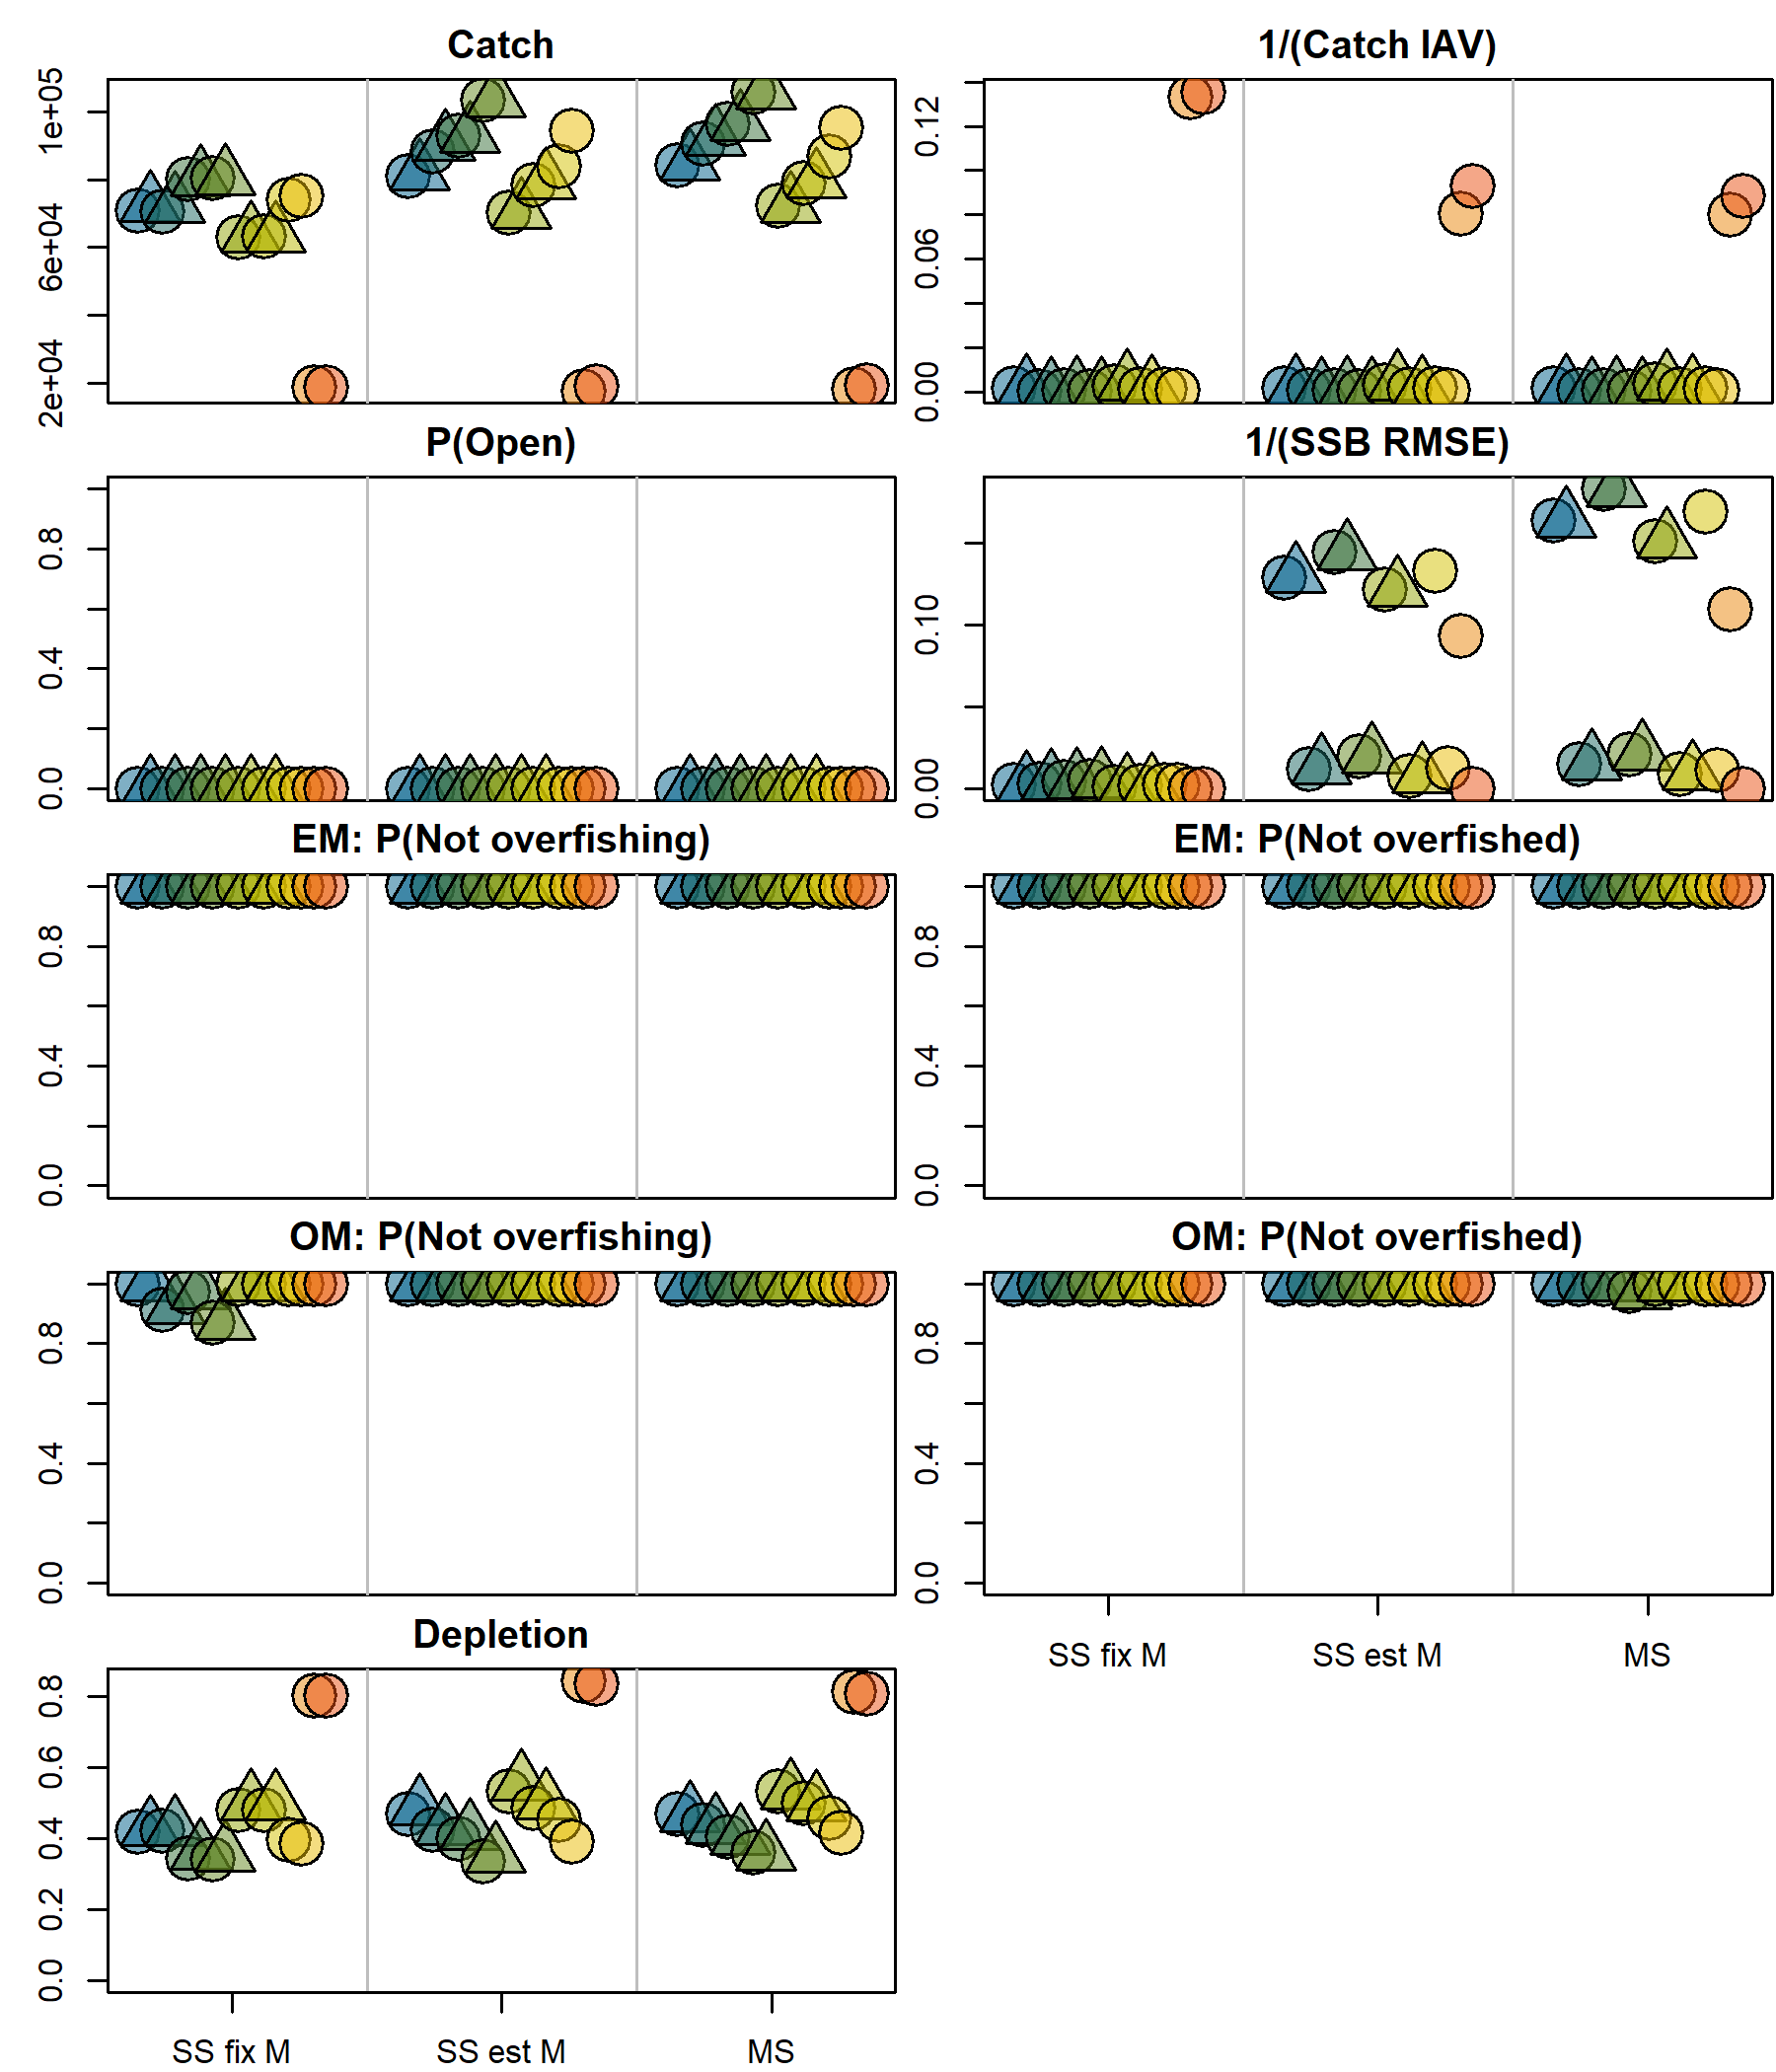 Catch
1/(Catch IAV)
1e+05
6e+04
2e+04
0.12
0.06
0.00
P(Open)
1/(SSB RMSE)
0.8
0.4
0.0
0.10
0.00
EM: P(Not overfishing)
EM: P(Not overfished)
0.8
0.4
0.0
0.8
0.4
0.0
OM: P(Not overfishing)
OM: P(Not overfished)
0.8
0.4
0.0
0.8
0.4
0.0
SS fix M
SS est M
MS
Depletion
0.8
0.6
0.4
0.2
0.0
SS fix M
SS est M
MS